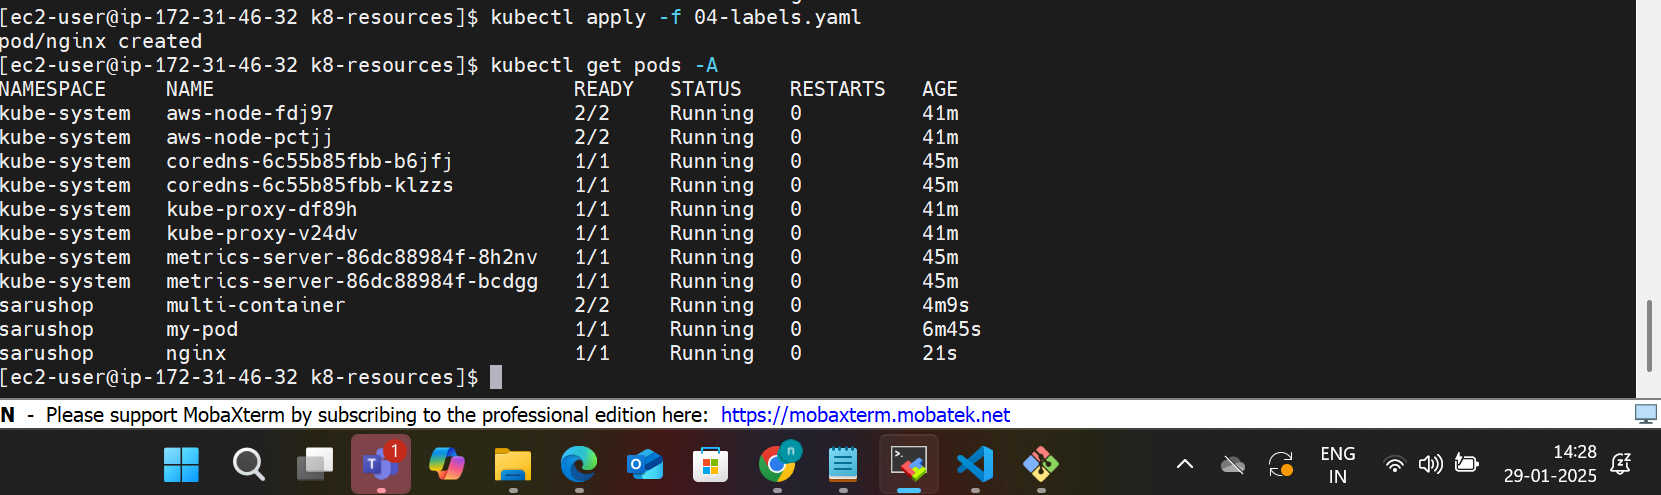 [ec2-user@ip-172-31-46-32 k8-resources]$ kubectl apply -f 04-labels.yaml
pod/nginx created
[ec2-user@ip-172-31-46-32 k8-resources]$ kubectl get pods -A
NAMESPACE     NAME                              READY   STATUS    RESTARTS   AGE
kube-system   aws-node-fdj97                    2/2     Running   0          41m
kube-system   aws-node-pctjj                    2/2     Running   0          41m
kube-system   coredns-6c55b85fbb-b6jfj          1/1     Running   0          45m
kube-system   coredns-6c55b85fbb-klzzs          1/1     Running   0          45m
kube-system   kube-proxy-df89h                  1/1     Running   0          41m
kube-system   kube-proxy-v24dv                  1/1     Running   0          41m
kube-system   metrics-server-86dc88984f-8h2nv   1/1     Running   0          45m
kube-system   metrics-server-86dc88984f-bcdgg   1/1     Running   0          45m
sarushop      multi-container                   2/2     Running   0          4m9s
sarushop      my-pod                            1/1     Running   0          6m45s
sarushop      nginx                             1/1     Running   0          21s
[ec2-user@ip-172-31-46-32 k8-resources]$
N - Please support MobaXterm by subscribing to the professional edition here: https://mobaxterm.mobatek.net
1
n
ENG
IN
14:28
29-01-2025